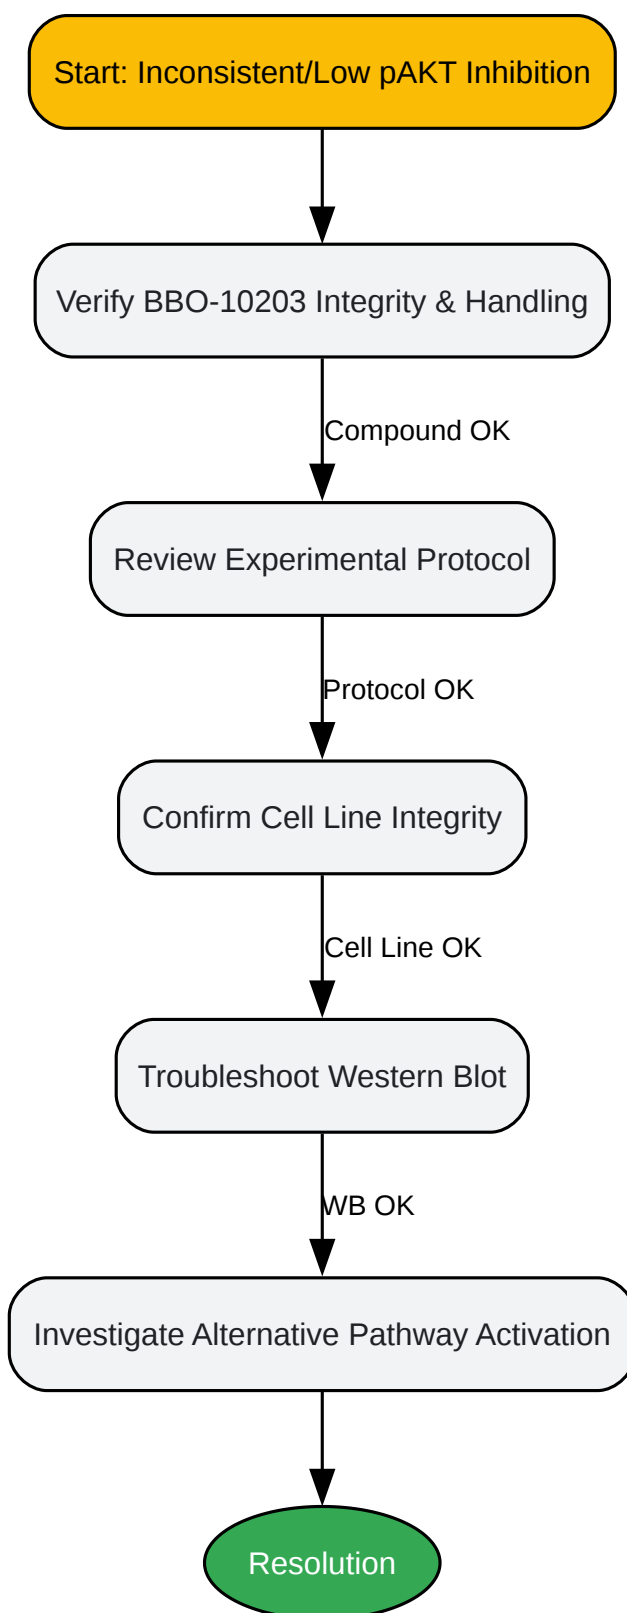 Start: Inconsistent/Low pAKT Inhibition
Verify BBO-10203 Integrity & Handling
Compound OK
Review Experimental Protocol
Protocol OK
Confirm Cell Line Integrity
Cell Line OK
Troubleshoot Western Blot
WB OK
Investigate Alternative Pathway Activation
Resolution